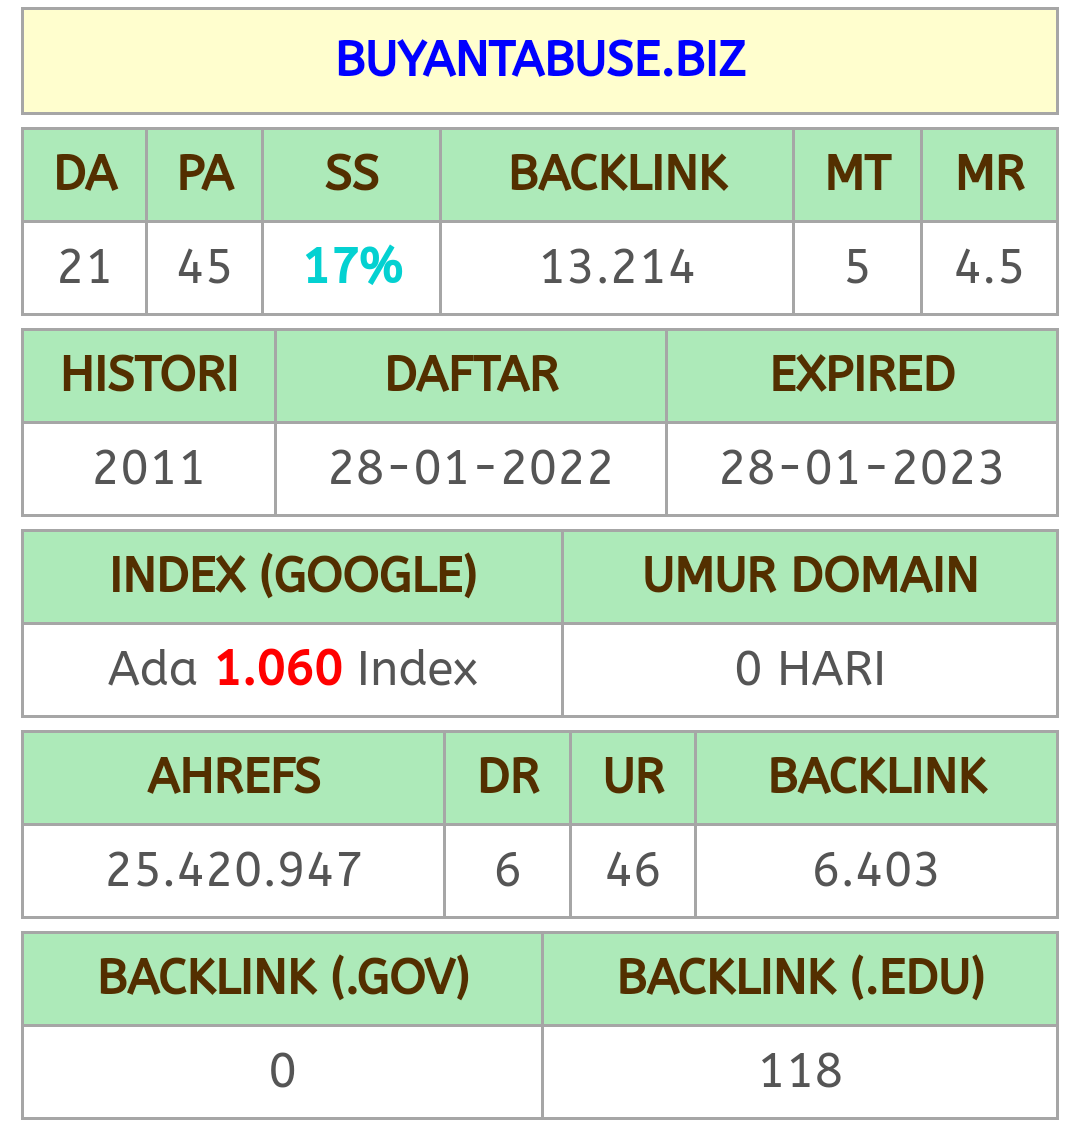 BUYANTABUSE.BIZ
DA PA SS BACKLINK MT MR
21 45 17% 13.214 5 4.5
HISTORI DAFTAR EXPIRED
2011 28-01-2022 28-01-2023
INDEX (GOOGLE) UMUR DOMAIN
Ada 1.060 Index 0 HARI
AHREFS DR UR BACKLINK
25.420.947 6 46 6.403
BACKLINK (.GOV) BACKLINK (.EDU)
0 118